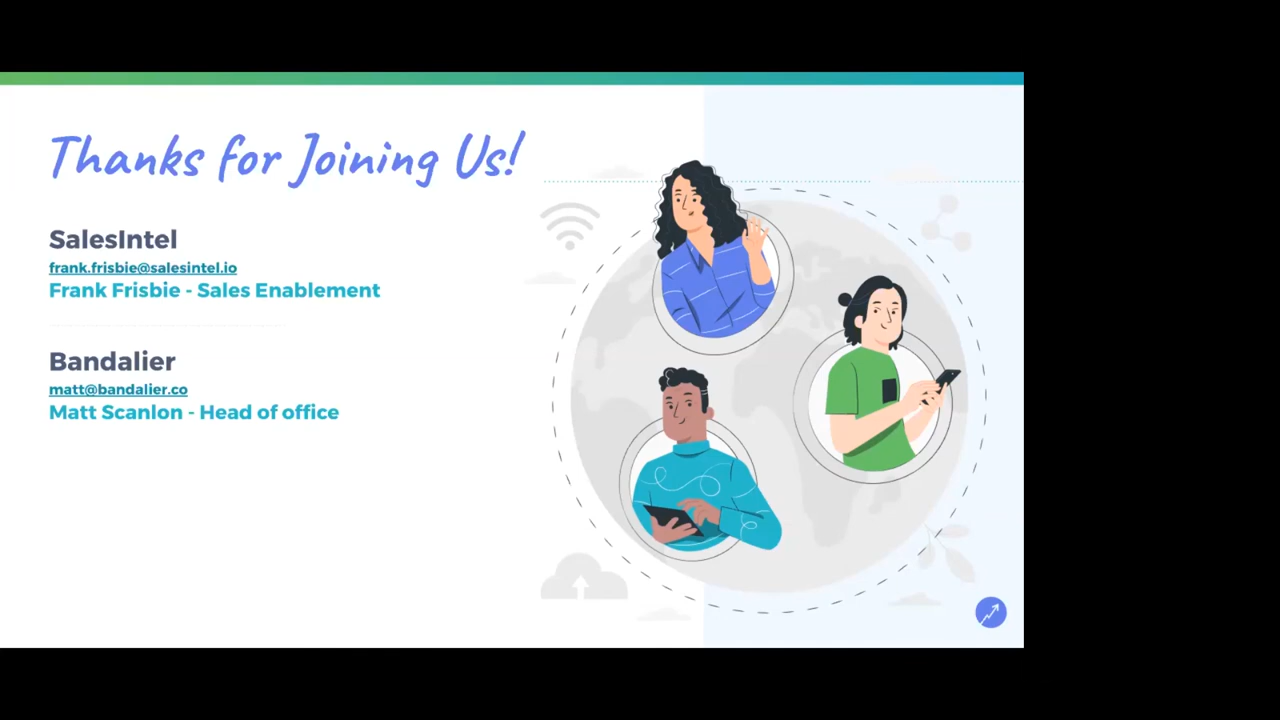 Thanks for Joining Us!
SalesIntel
frank.frisbie@salesintel.io
Frank Frisbie - Sales Enablement
Bandalier
matt@bandalier.co
Matt Scanlon - Head of office